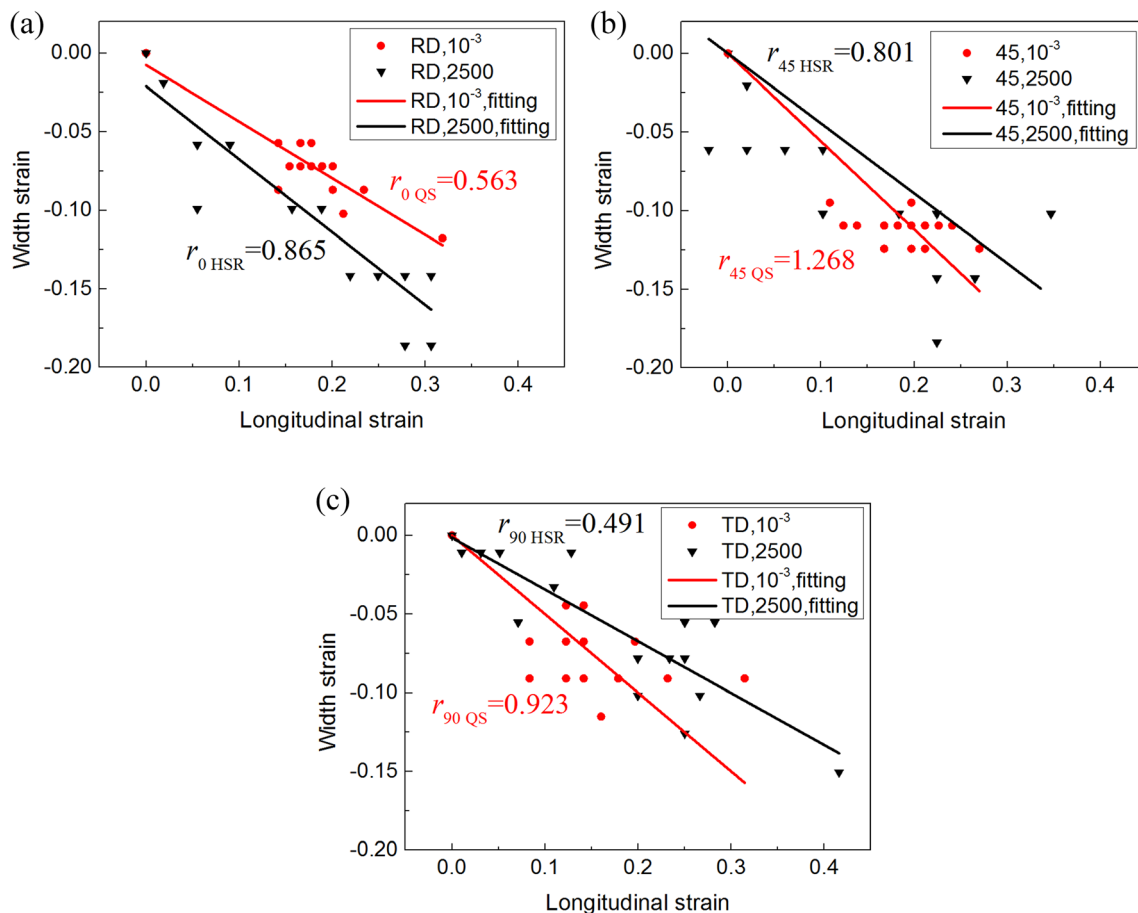 (a)
0.00
-0.05
-0.10
-0.15
-0.20
Width strain
0.0 0.1 0.2 0.3 0.4
Longitudinal strain
RD,10⁻³
RD,2500
RD,10⁻³,fitting
RD,2500,fitting
r₀ QS=0.563
r₀ HSR=0.865
(b)
0.00
-0.05
-0.10
-0.15
-0.20
Width strain
0.0 0.1 0.2 0.3 0.4
Longitudinal strain
r₄₅ HSR=0.801
45,10⁻³
45,2500
45,10⁻³,fitting
45,2500,fitting
r₄₅ QS=1.268
(c)
0.00
-0.05
-0.10
-0.15
-0.20
Width strain
0.0 0.1 0.2 0.3 0.4
Longitudinal strain
r₉₀ HSR=0.491
TD,10⁻³
TD,2500
TD,10⁻³,fitting
TD,2500,fitting
r₉₀ QS=0.923